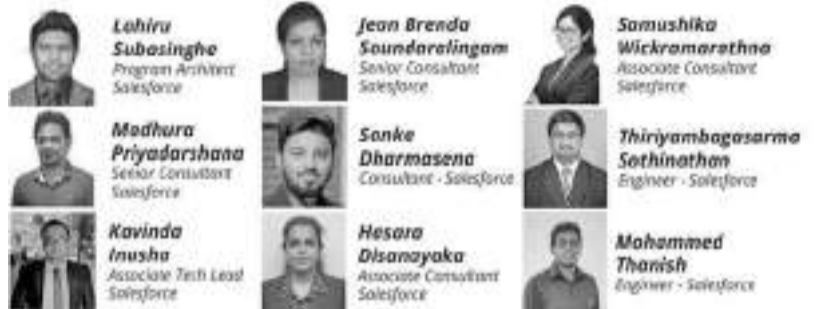 Lahiru
Subasinghe
Program Architect
Salesforce
Jean Brenda
Soundaralingam
Senior Consultant
Salesforce
Samushika
Wickramarathna
Associate Consultant
Salesforce
Madhura
Priyadarshana
Senior Consultant
Salesforce
Sanka
Dharmasena
Consultant - Salesforce
Thiriyambagasarma
Sathinathan
Engineer - Salesforce
Kavinda
Inusha
Associate Tech Lead
Salesforce
Hesara
Disanayaka
Associate Consultant
Salesforce
Mohammed
Thanish
Engineer - Salesforce